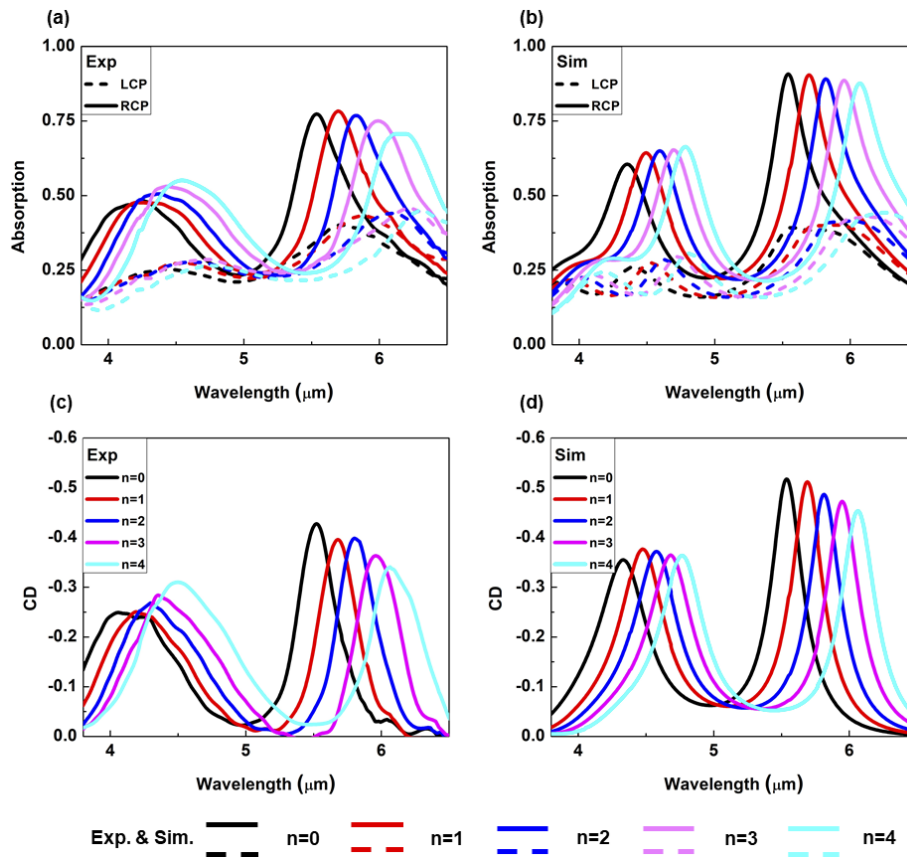 (a)
Exp
LCP
RCP
1.00
0.75
0.50
0.25
0.00
Absorption
4
5
6
Wavelength (μm)
(b)
Sim
LCP
RCP
1.00
0.75
0.50
0.25
0.00
Absorption
4
5
6
Wavelength (μm)
(c)
Exp
n=0
n=1
n=2
n=3
n=4
-0.6
-0.5
-0.4
-0.3
-0.2
-0.1
0.0
CD
4
5
6
Wavelength (μm)
(d)
Sim
n=0
n=1
n=2
n=3
n=4
-0.6
-0.5
-0.4
-0.3
-0.2
-0.1
0.0
CD
4
5
6
Wavelength (μm)
Exp. & Sim. n=0 n=1 n=2 n=3 n=4